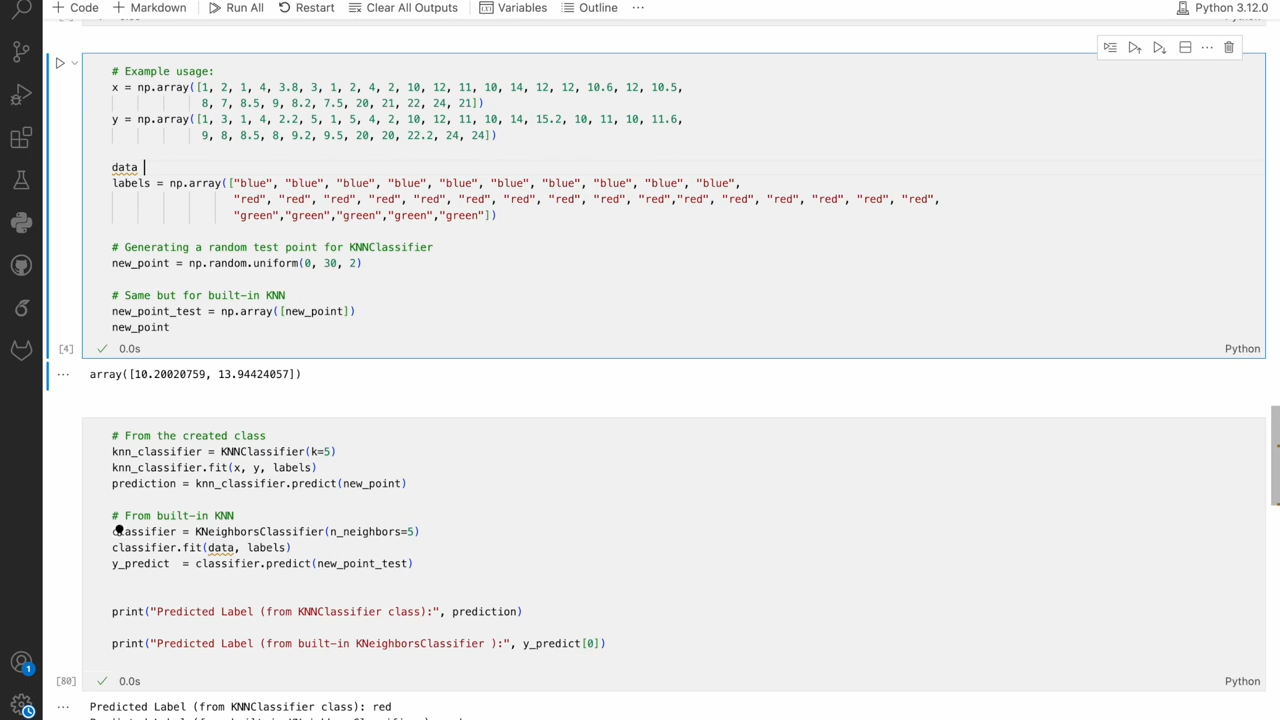 Code Markdown Run All Restart Clear All Outputs Variables Outline ... Python 3.12.0
# Example usage:
x = np.array([1, 2, 1, 4, 3.8, 3, 1, 2, 4, 2, 10, 12, 11, 10, 14, 12, 12, 10.6, 12, 10.5,
8, 7, 8.5, 9, 8.2, 7.5, 20, 21, 22, 24, 21])
y = np.array([1, 3, 1, 4, 2.2, 5, 1, 5, 4, 2, 10, 12, 11, 10, 14, 15.2, 10, 11, 10, 11.6,
9, 8, 8.5, 8, 9.2, 9.5, 20, 20, 22.2, 24, 24])
data
labels = np.array(["blue", "blue", "blue", "blue", "blue", "blue", "blue", "blue", "blue", "blue",
"red", "red", "red", "red", "red", "red", "red", "red", "red", "red","red", "red", "red", "red", "red", "red",
"green","green","green","green","green"])
# Generating a random test point for KNNClassifier
new_point = np.random.uniform(0, 30, 2)
# Same but for built-in KNN
new_point_test = np.array([new_point])
new_point
[4] 0.0s Python
... array([10.20020759, 13.94424057])
# From the created class
knn_classifier = KNNClassifier(k=5)
knn_classifier.fit(x, y, labels)
prediction = knn_classifier.predict(new_point)
# From built-in KNN
classifier = KNeighborsClassifier(n_neighbors=5)
classifier.fit(data, labels)
y_predict  = classifier.predict(new_point_test)
print("Predicted Label (from KNNClassifier class):", prediction)
print("Predicted Label (from built-in KNeighborsClassifier ):", y_predict[0])
[80] 0.0s Python
1
... Predicted Label (from KNNClassifier class): red